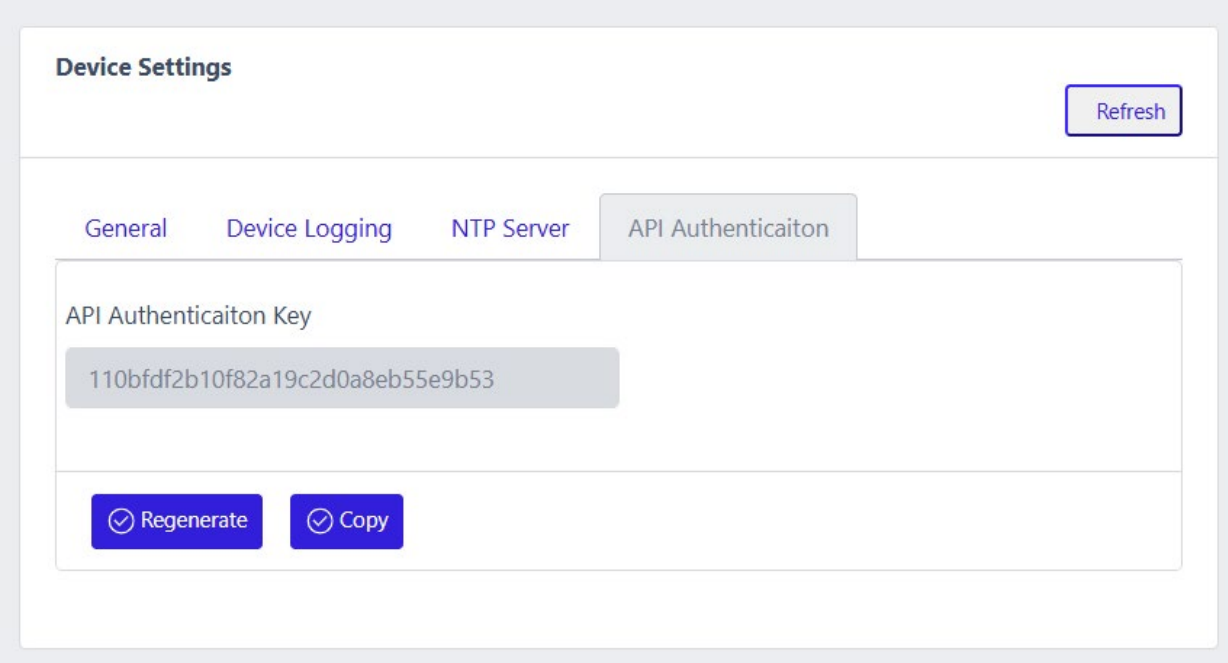 Device Settings
Refresh
General Device Logging NTP Server API Authenticaiton
API Authenticaiton Key
110bfdf2b10f82a19c2d0a8eb55e9b53
Regenerate Copy